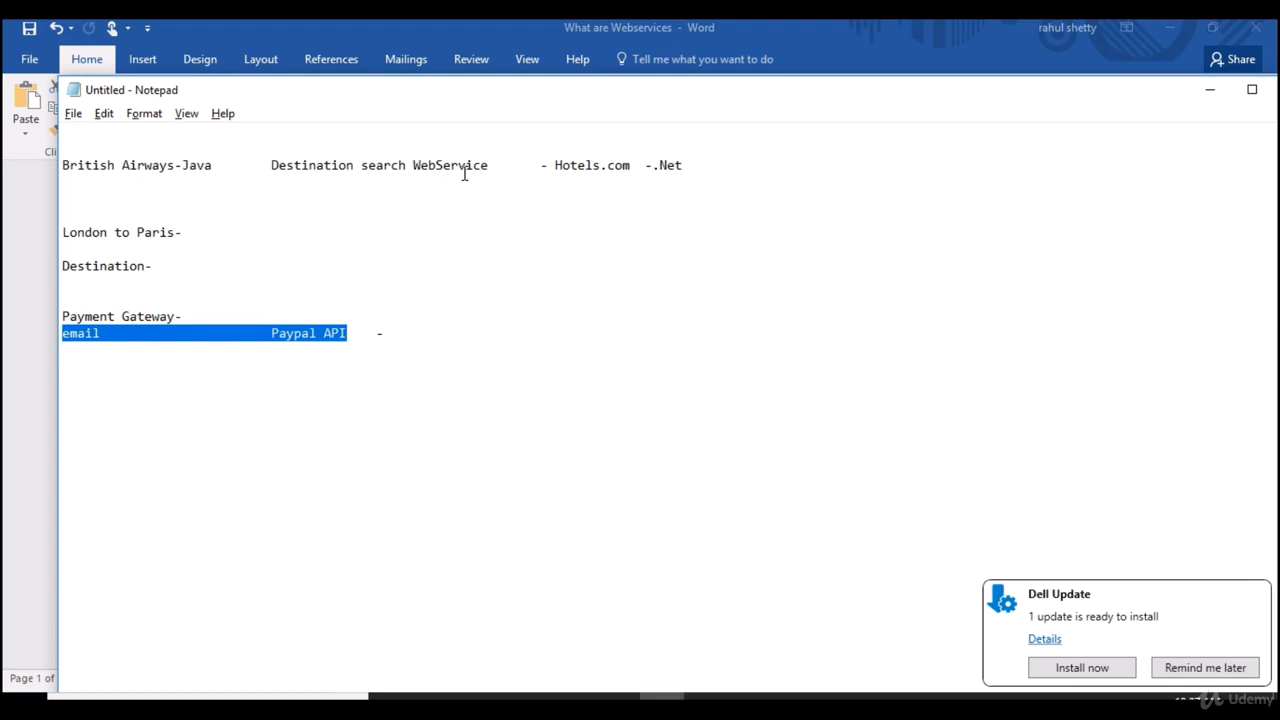 What are Webservices - Word
rahul shetty
File Home Insert Design Layout References Mailings Review View Help Tell me what you want to do Share
Paste
Cli
Untitled - Notepad
File Edit Format View Help
British Airways-Java Destination search WebService - Hotels.com -.Net
London to Paris-
Destination-
Payment Gateway-
email Paypal API -
Dell Update
1 update is ready to install
Details
Install now Remind me later
Page 1 of
Udemy